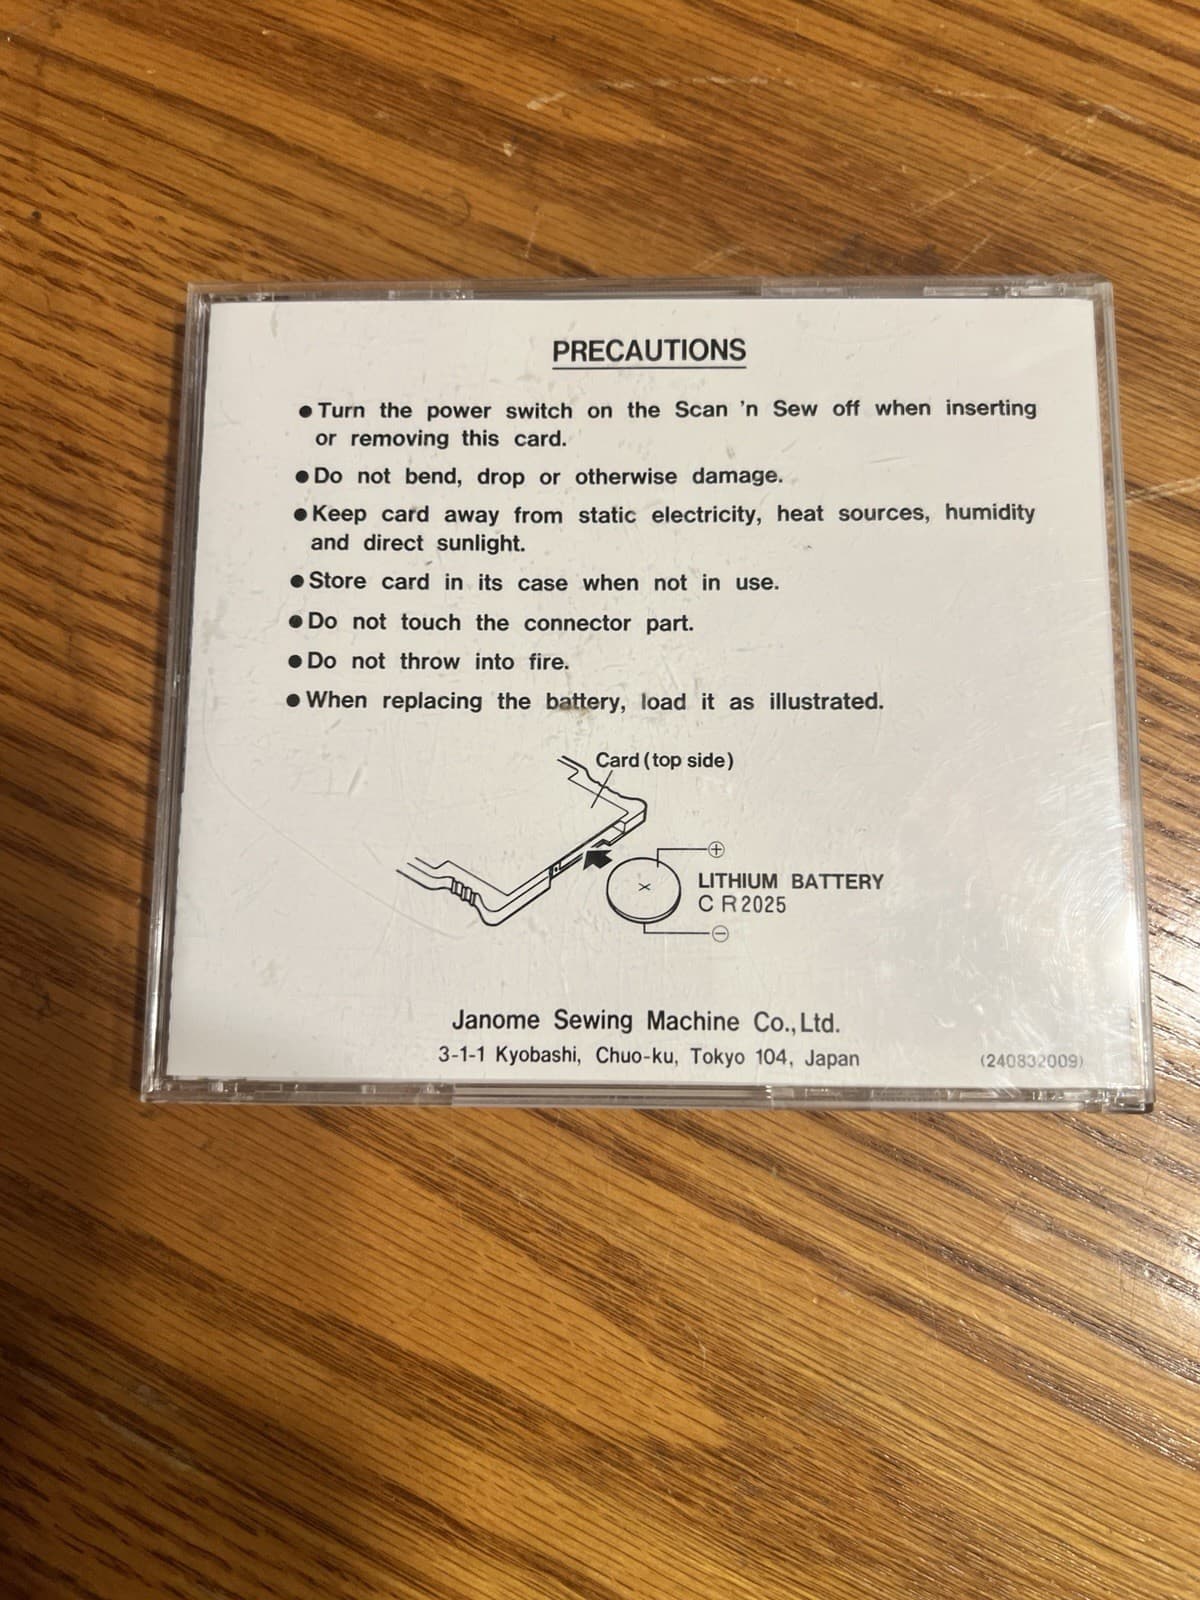 PRECAUTIONS
●Turn the power switch on the Scan 'n Sew off when inserting
or removing this card.
●Do not bend, drop or otherwise damage.
●Keep card away from static electricity, heat sources, humidity
and direct sunlight.
●Store card in its case when not in use.
●Do not touch the connector part.
●Do not throw into fire.
●When replacing the battery, load it as illustrated.
Card (top side)
⊕
LITHIUM BATTERY
CR2025
⊖
Janome Sewing Machine Co., Ltd.
3-1-1 Kyobashi, Chuo-ku, Tokyo 104, Japan
(240832009)